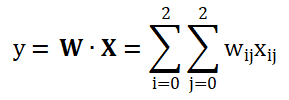 y = W · X = ∑_{i=0}^{2} ∑_{j=0}^{2} w_{ij}x_{ij}